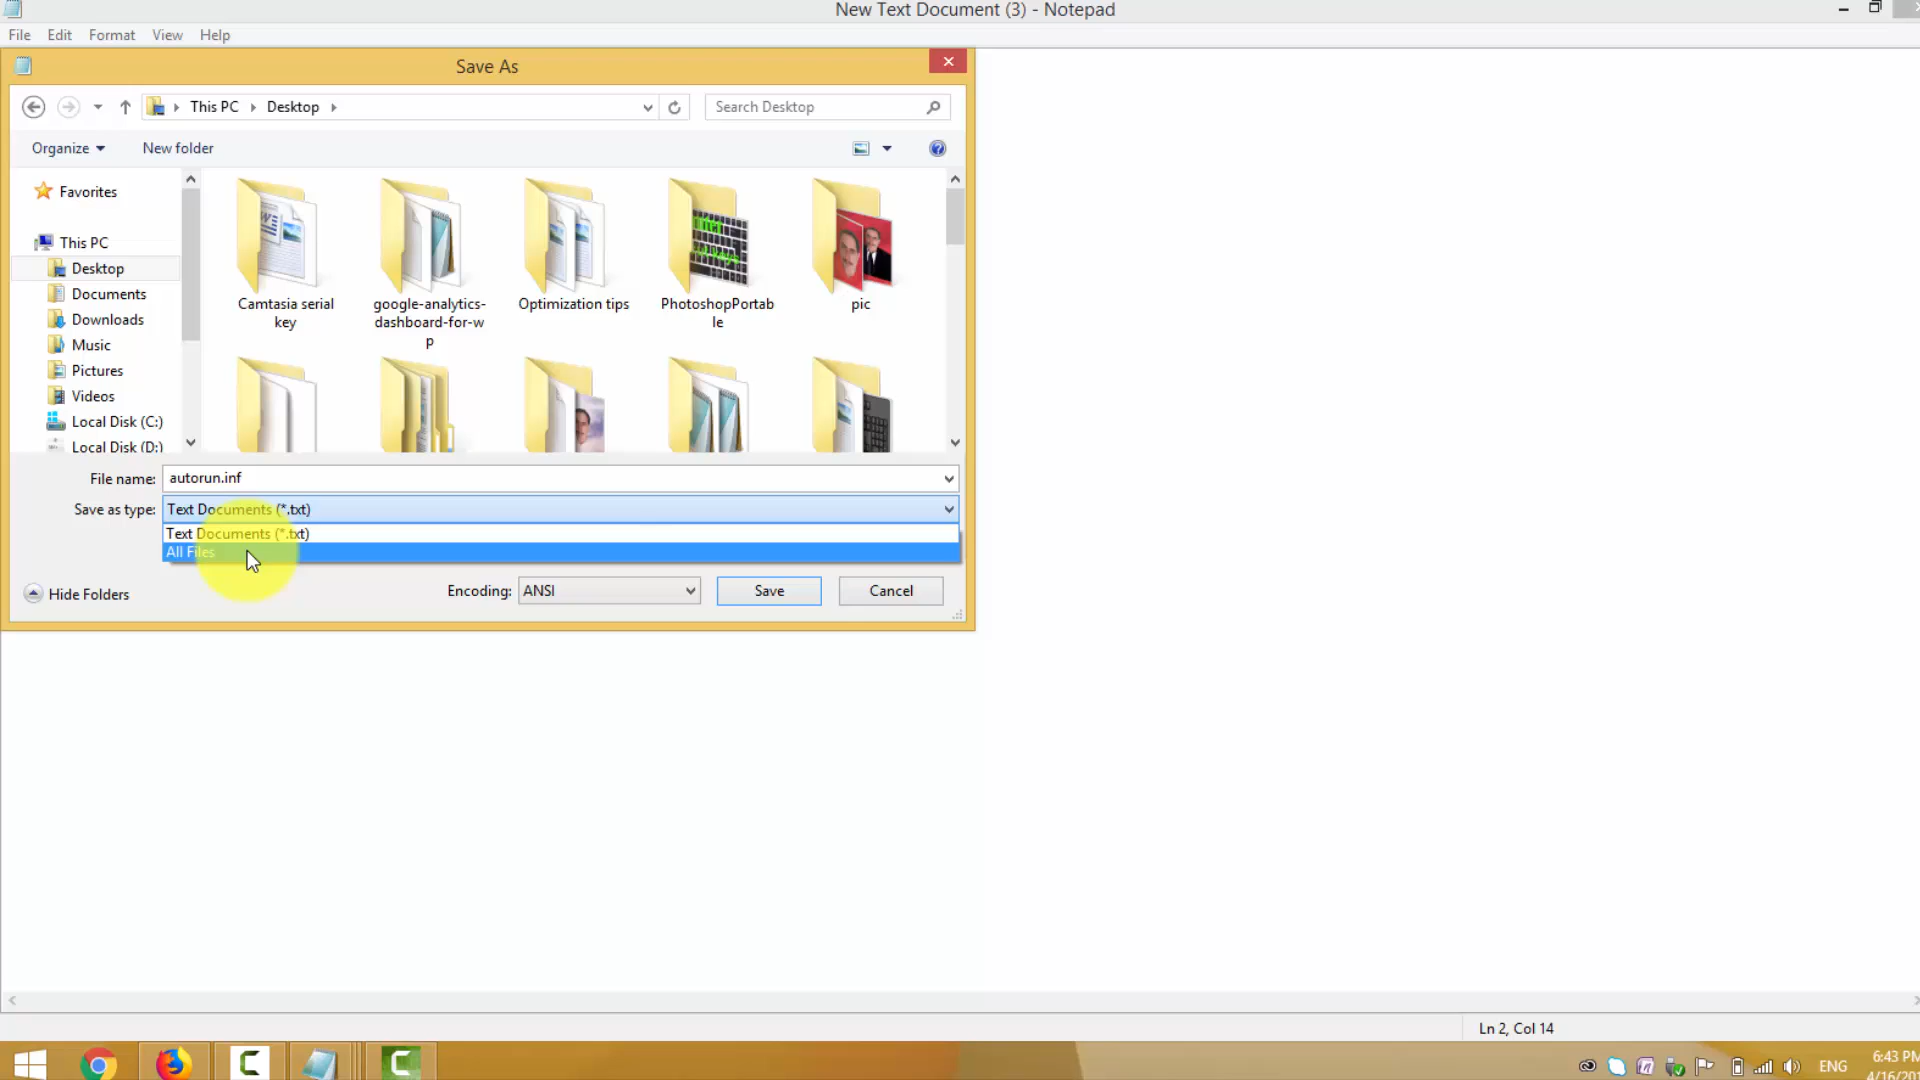 New Text Document (3) - Notepad
File Edit Format View Help
Save As
This PC Desktop
Search Desktop
Organize New folder
Favorites
This PC
Desktop
Documents
Downloads
Music
Pictures
Videos
Local Disk (C:)
Local Disk (D:)
Camtasia serial
key
google-analytics-
dashboard-for-w
p
Optimization tips
PhotoshopPortab
le
pic
File name: autorun.inf
Save as type: Text Documents (*.txt)
Text Documents (*.txt)
All Files
Hide Folders
Encoding: ANSI Save Cancel
Ln 2, Col 14
ENG
6:43 PM
4/16/201